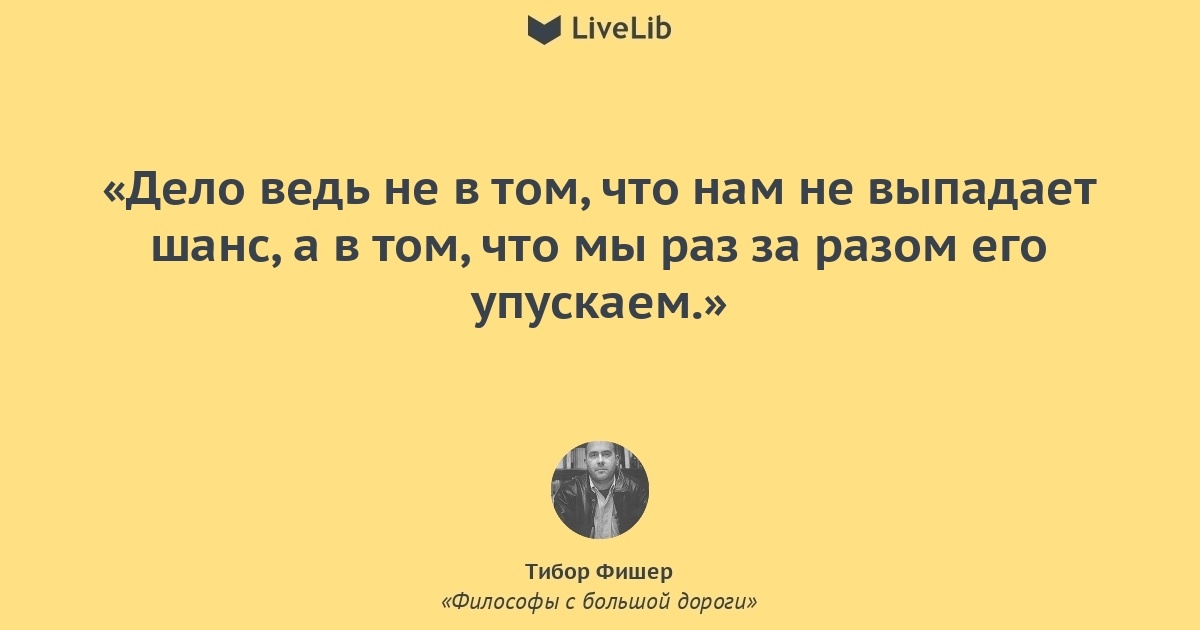 LiveLib
«Дело ведь не в том, что нам не выпадает
шанс, а в том, что мы раз за разом его
упускаем.»
Тибор Фишер
«Философы с большой дороги»